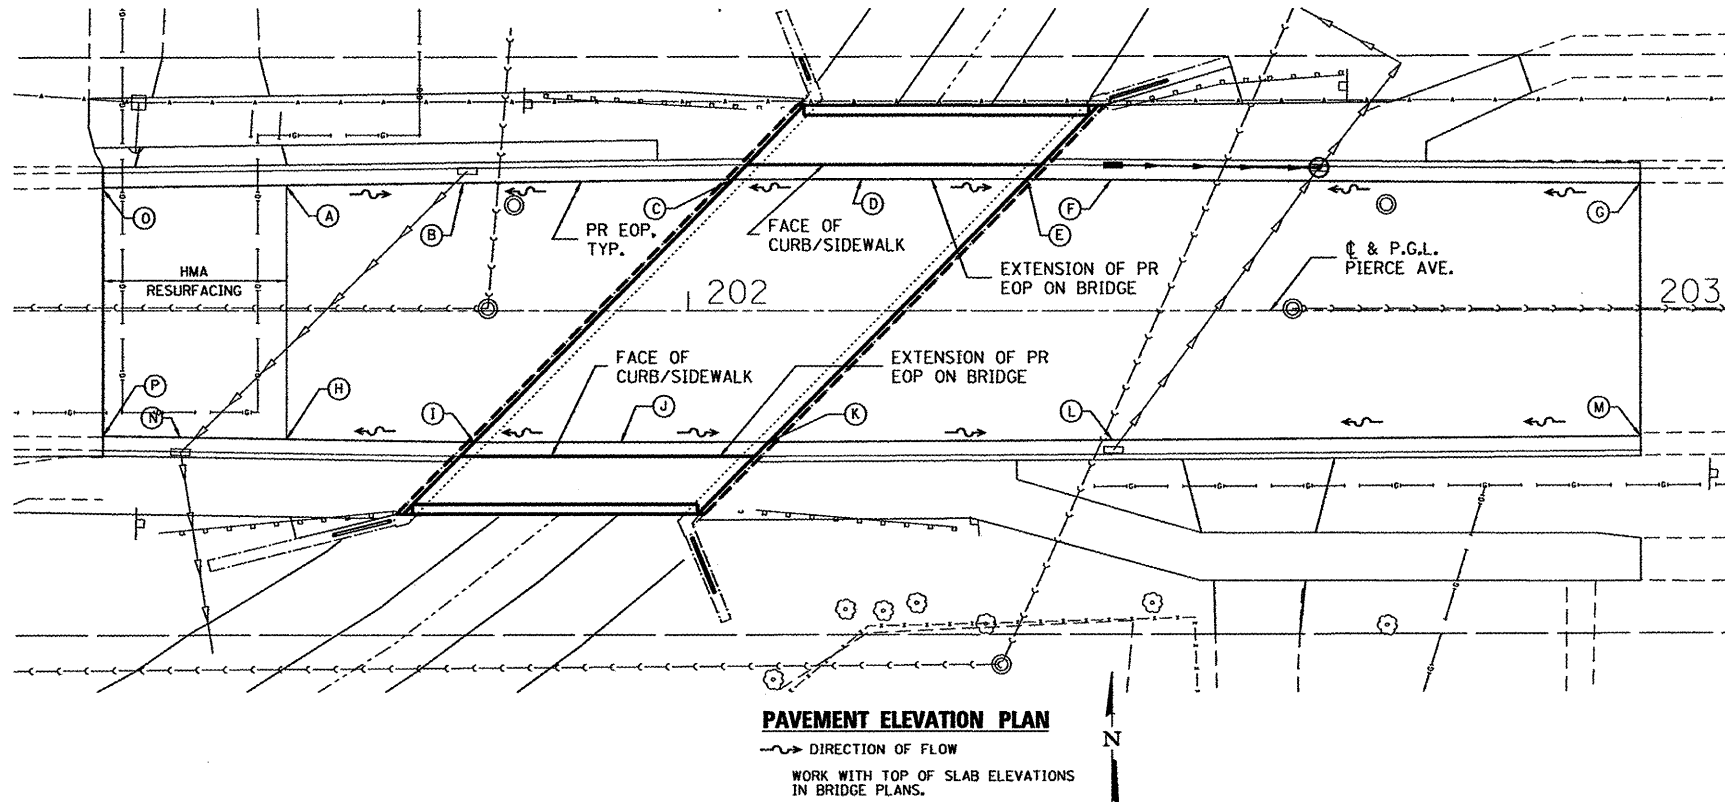 O
A
B
PR EOP,
TYP.
C
D
FACE OF
CURB/SIDEWALK
E
F
G
HMA
RESURFACING
202
EXTENSION OF PR
EOP ON BRIDGE
℄ & P.G.L.
PIERCE AVE.
203
P
N
H
I
FACE OF
CURB/SIDEWALK
J
EXTENSION OF PR
EOP ON BRIDGE
K
L
M
PAVEMENT ELEVATION PLAN
DIRECTION OF FLOW
WORK WITH TOP OF SLAB ELEVATIONS
IN BRIDGE PLANS.
N